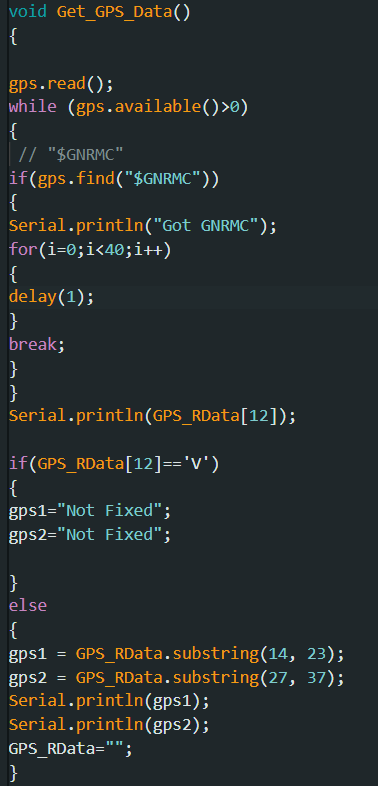 void Get_GPS_Data()
{
gps.read();
while (gps.available()>0)
{
// "$GNRMC"
if(gps.find("$GNRMC"))
{
Serial.println("Got GNRMC");
for(i=0;i<40;i++)
{
delay(1);
}
break;
}
}
Serial.println(GPS_RData[12]);
if(GPS_RData[12]=='V')
{
gps1="Not Fixed";
gps2="Not Fixed";
}
else
{
gps1 = GPS_RData.substring(14, 23);
gps2 = GPS_RData.substring(27, 37);
Serial.println(gps1);
Serial.println(gps2);
GPS_RData="";
}